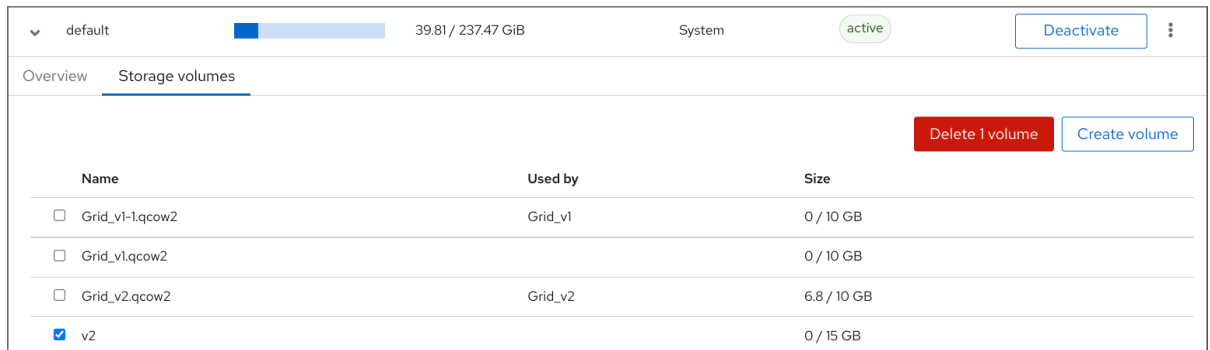 default 39.81 / 237.47 GiB System active Deactivate
Overview Storage volumes
Delete 1 volume Create volume
Name Used by Size
Grid_v1-1.qcow2 Grid_v1 0 / 10 GB
Grid_v1.qcow2 0 / 10 GB
Grid_v2.qcow2 Grid_v2 6.8 / 10 GB
v2 0 / 15 GB